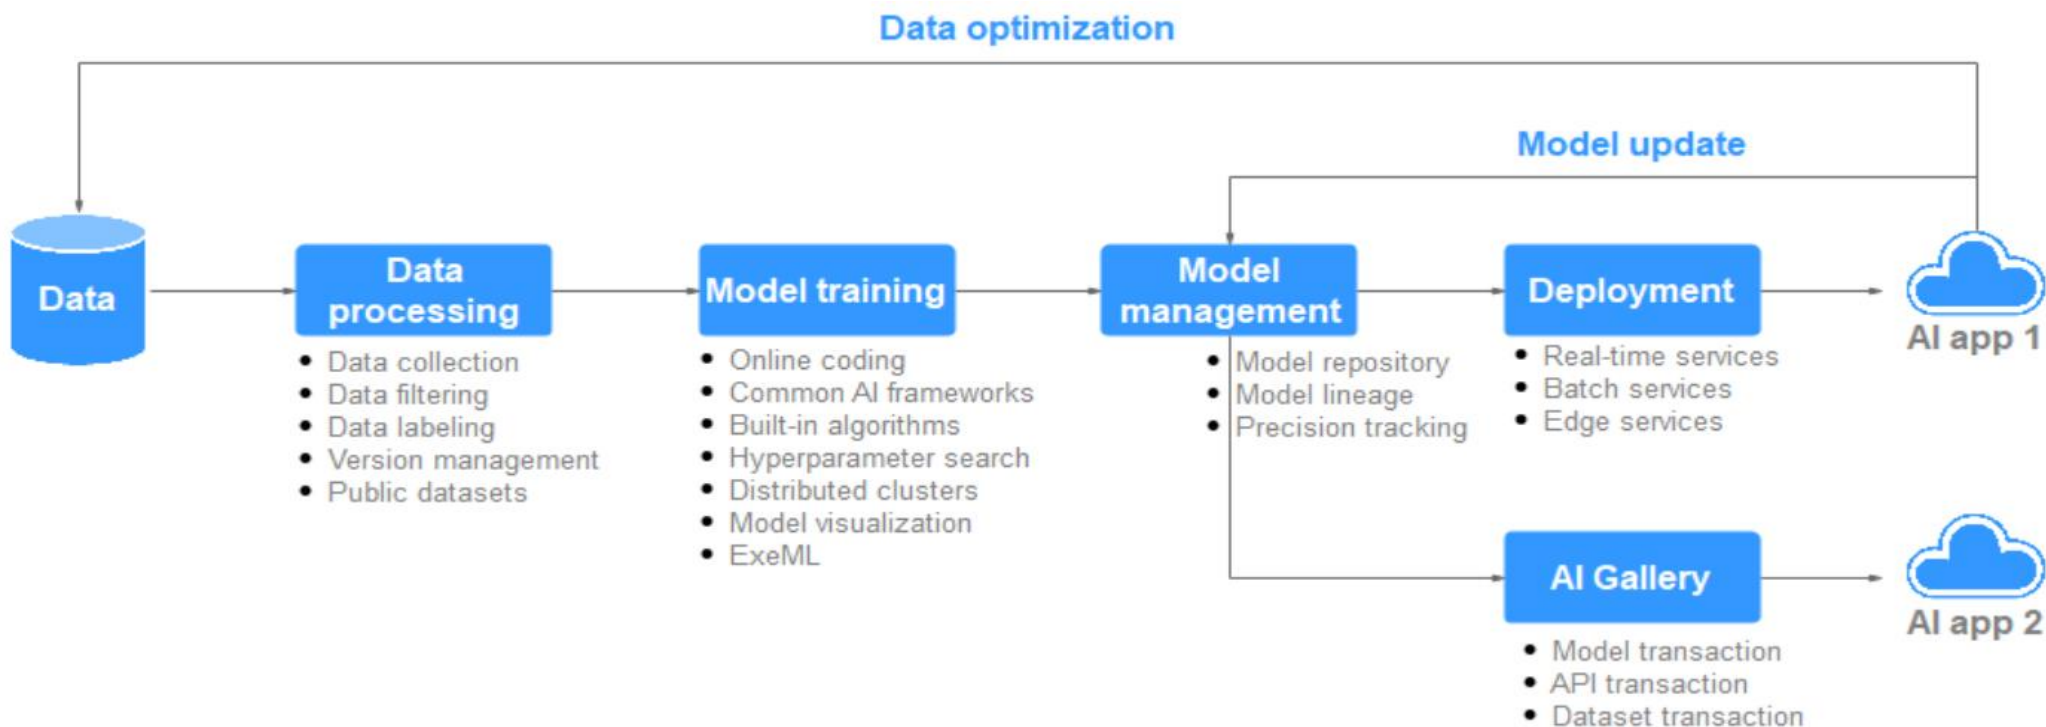 Data optimization
Model update
Data
Data
processing
Data collection
Data filtering
Data labeling
Version management
Public datasets
Model training
Online coding
Common AI frameworks
Built-in algorithms
Hyperparameter search
Distributed clusters
Model visualization
ExeML
Model
management
Model repository
Model lineage
Precision tracking
Deployment
Real-time services
Batch services
Edge services
AI app 1
AI Gallery
Model transaction
API transaction
Dataset transaction
AI app 2